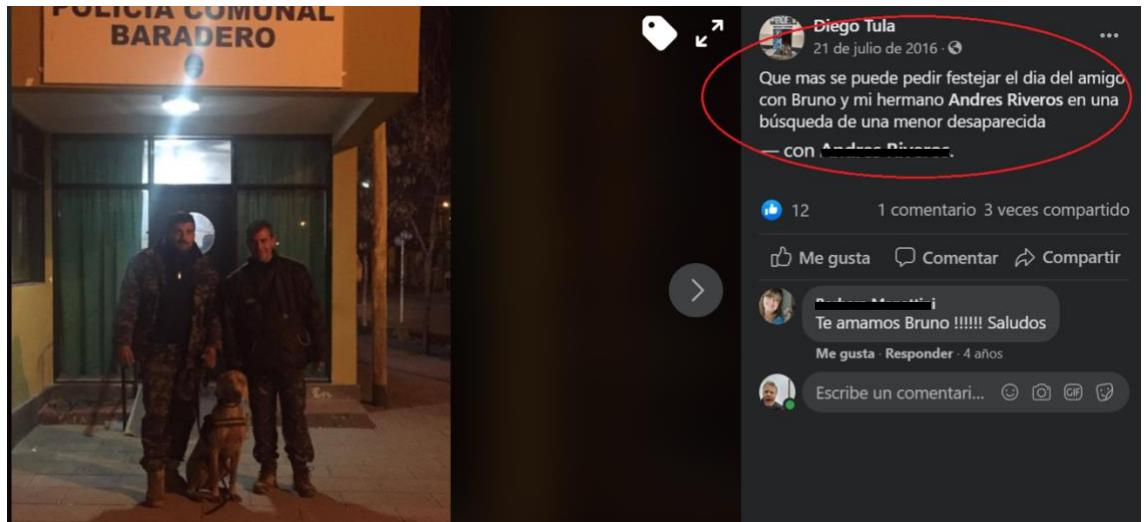 POLICIA COMUNAL
BARADERO
Diego Tula
21 de julio de 2016 ·
Que mas se puede pedir festejar el dia del amigo
con Bruno y mi hermano Andres Riveros en una
búsqueda de una menor desaparecida
— con
12
1 comentario 3 veces compartido
Me gusta
Comentar
Compartir
Te amamos Bruno !!!!!! Saludos
Me gusta · Responder · 4 años
Escribe un comentari...
GIF